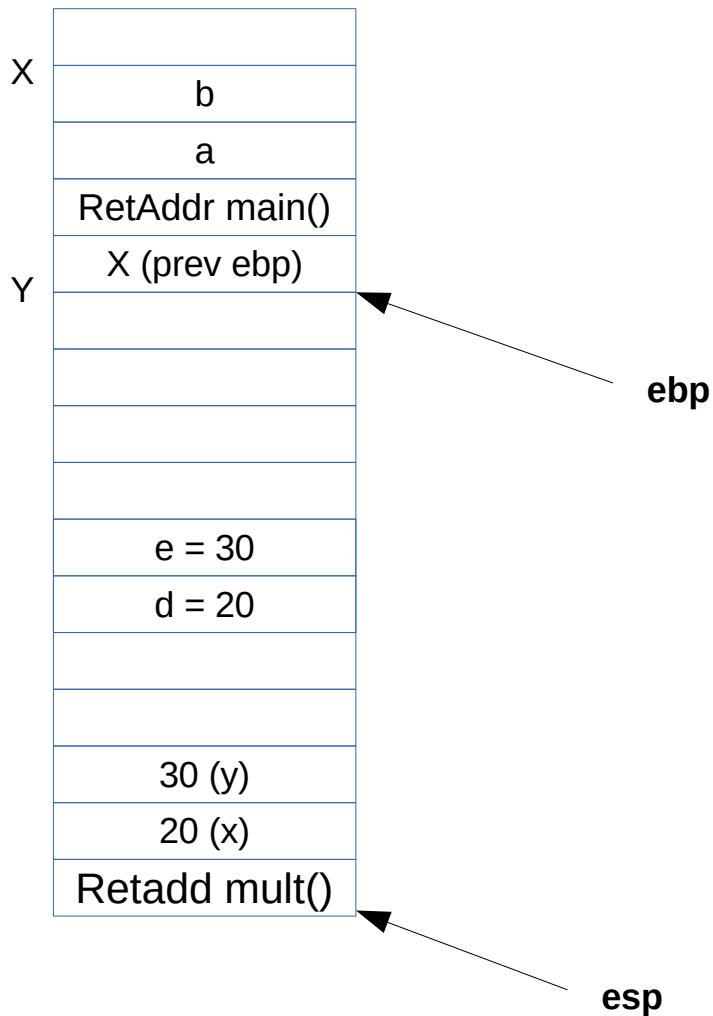 X
b
a
RetAddr main()
X (prev ebp)
Y
ebp
e = 30
d = 20
30 (y)
20 (x)
Retadd mult()
esp